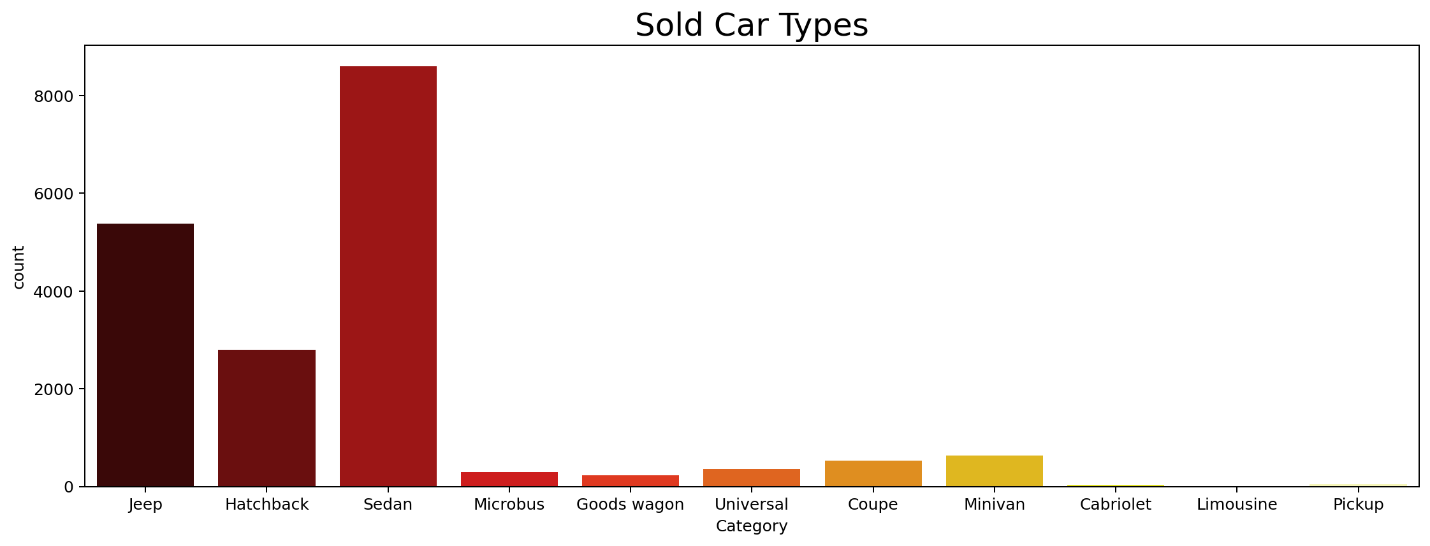 Sold Car Types
8000
6000
4000
2000
0
count
Jeep Hatchback Sedan Microbus Goods wagon Universal Coupe Minivan Cabriolet Limousine Pickup
Category